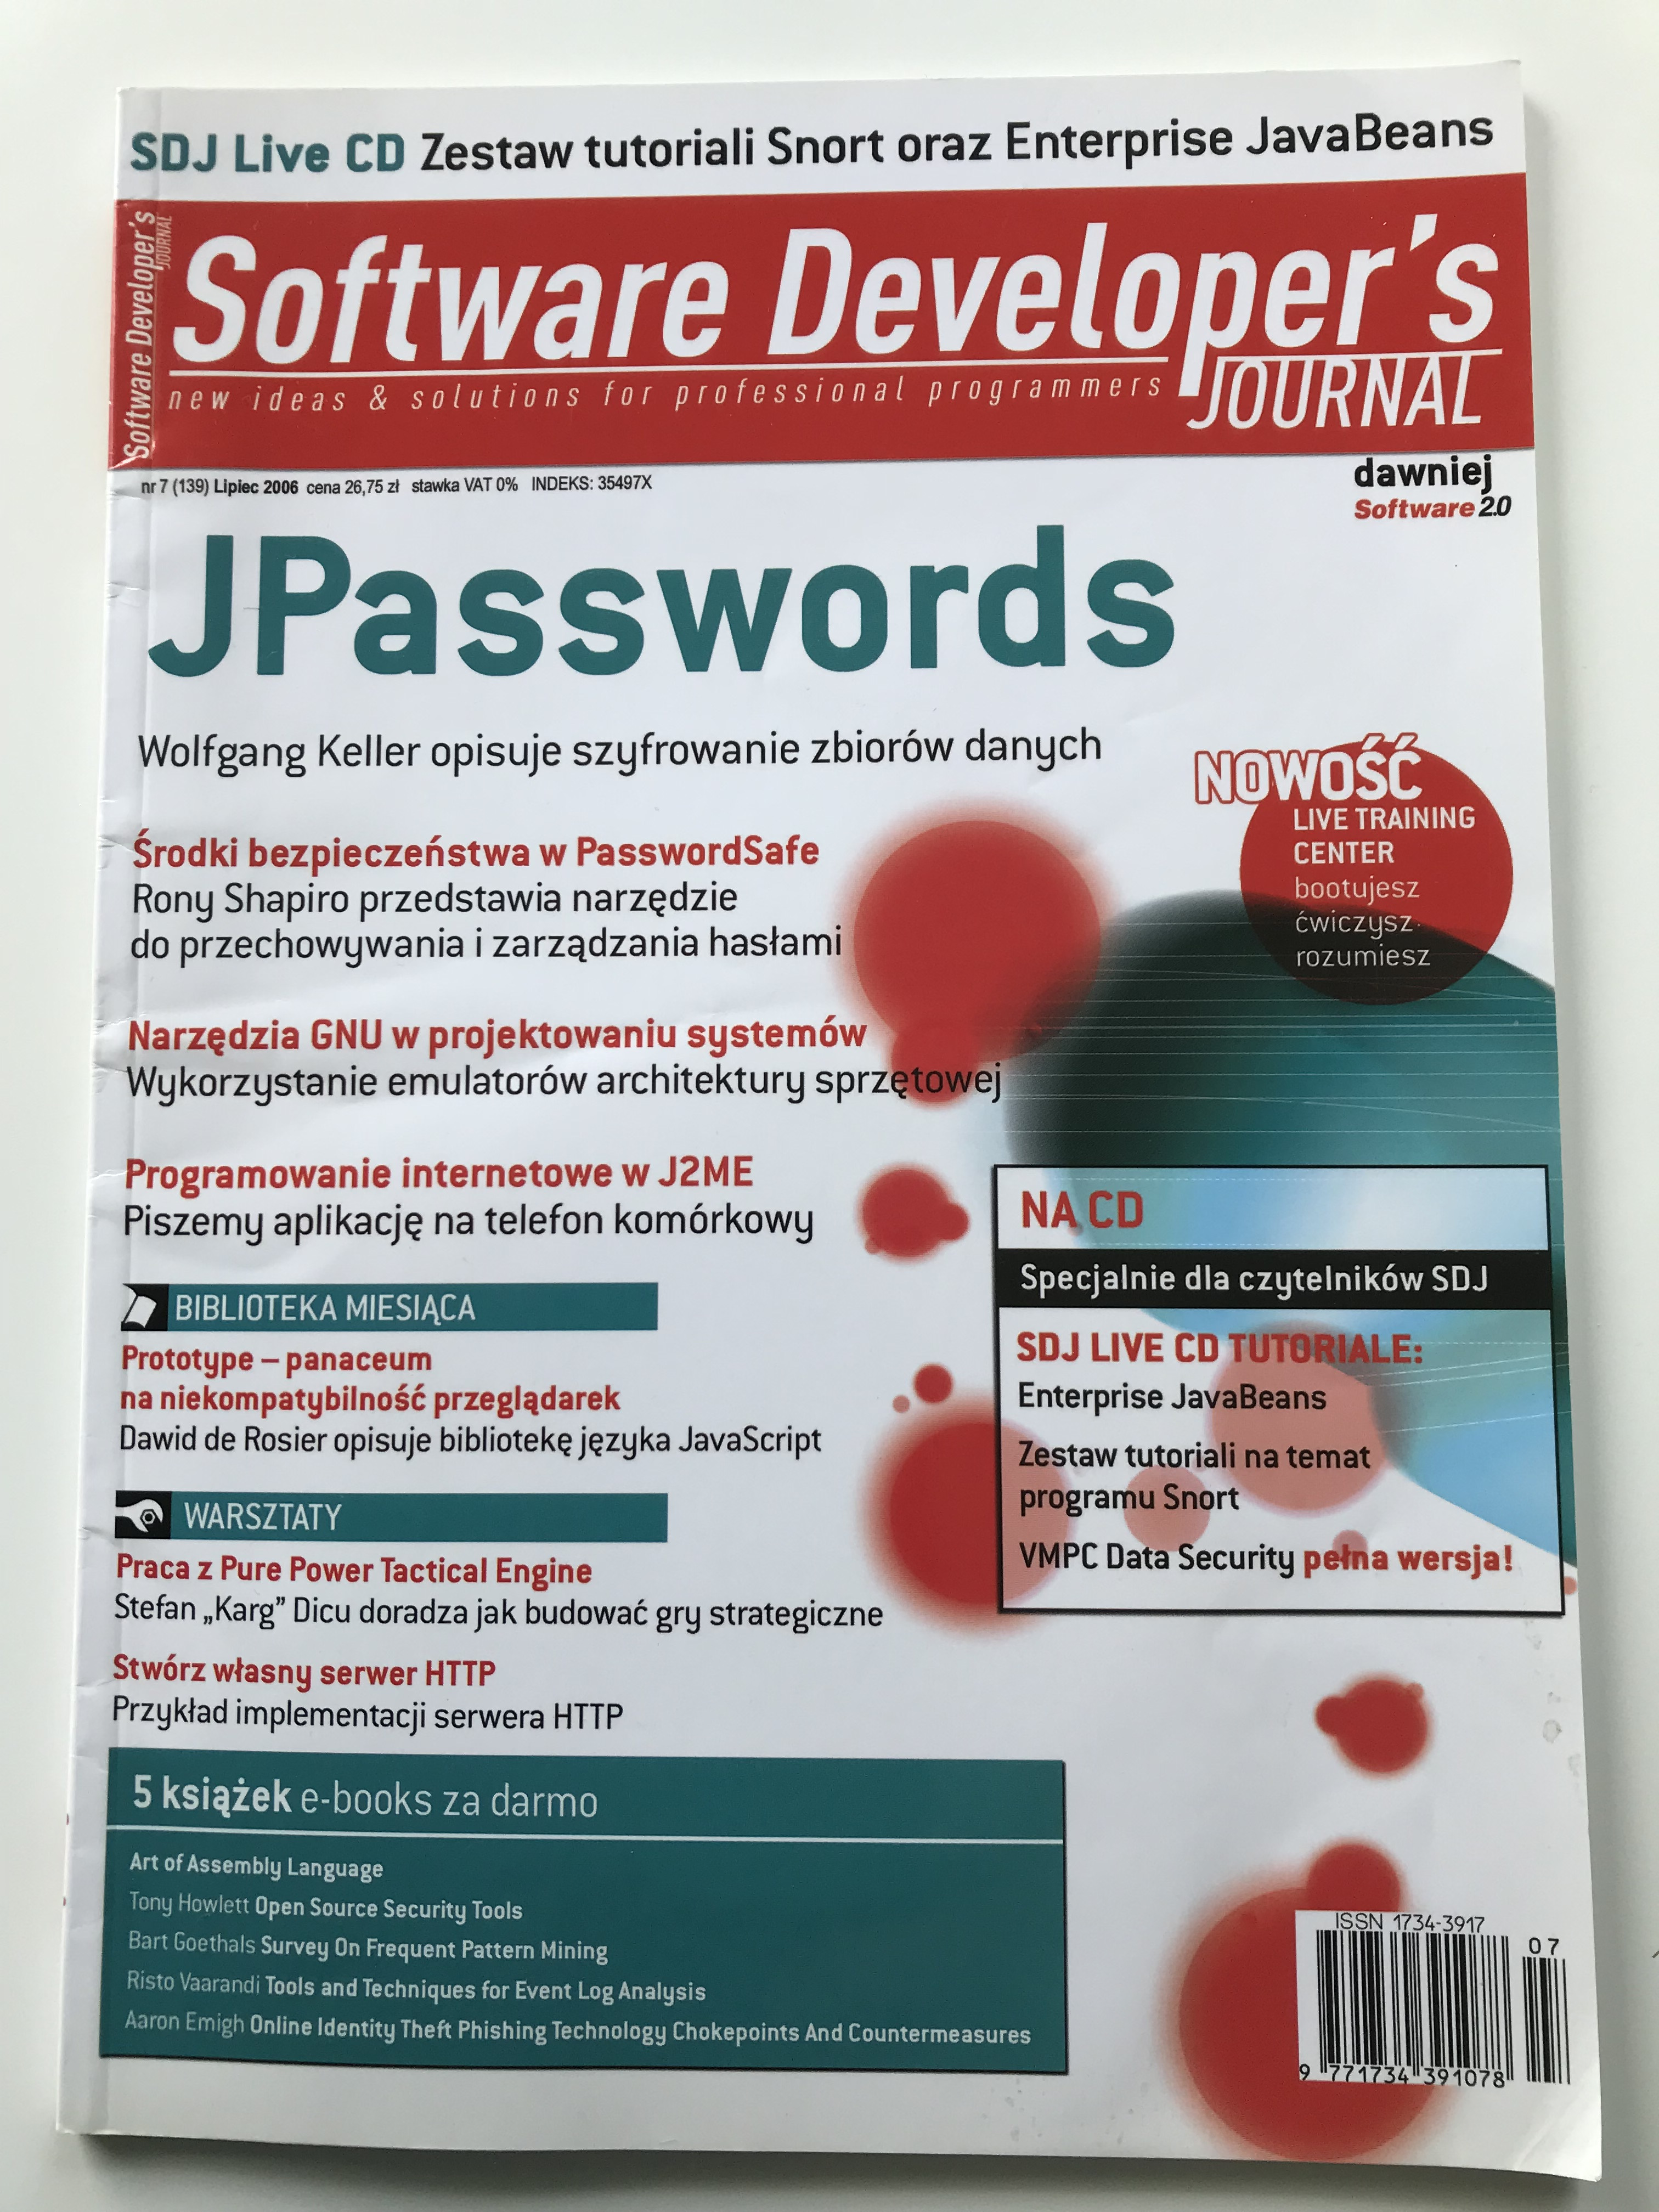 SDJ Live CD Zestaw tutoriali Snort oraz Enterprise JavaBeans
Software Developer's JOURNAL
Software Developer's
JOURNAL
new ideas & solutions for professional programmers
nr 7 (139) Lipiec 2006 cena 26,75 zł stawka VAT 0% INDEKS: 35497X
dawniej
Software 2.0
JPasswords
Wolfgang Keller opisuje szyfrowanie zbiorów danych
NOWOŚĆ
LIVE TRAINING
CENTER
bootujesz
ćwiczysz
rozumiesz
Środki bezpieczeństwa w PasswordSafe
Rony Shapiro przedstawia narzędzie
do przechowywania i zarządzania hasłami
Narzędzia GNU w projektowaniu systemów
Wykorzystanie emulatorów architektury sprzętowej
Programowanie internetowe w J2ME
Piszemy aplikację na telefon komórkowy
BIBLIOTEKA MIESIĄCA
Prototype – panaceum
na niekompatybilność przeglądarek
Dawid de Rosier opisuje bibliotekę języka JavaScript
WARSZTATY
Praca z Pure Power Tactical Engine
Stefan „Karg” Dicu doradza jak budować gry strategiczne
Stwórz własny serwer HTTP
Przykład implementacji serwera HTTP
NA CD
Specjalnie dla czytelników SDJ
SDJ LIVE CD TUTORIALE:
Enterprise JavaBeans
Zestaw tutoriali na temat
programu Snort
VMPC Data Security pełna wersja!
5 książek e-books za darmo
Art of Assembly Language
Tony Howlett Open Source Security Tools
Bart Goethals Survey On Frequent Pattern Mining
Risto Vaarandi Tools and Techniques for Event Log Analysis
Aaron Emigh Online Identity Theft Phishing Technology Chokepoints And Countermeasures
ISSN 1734-3917
07
9 771734 391078